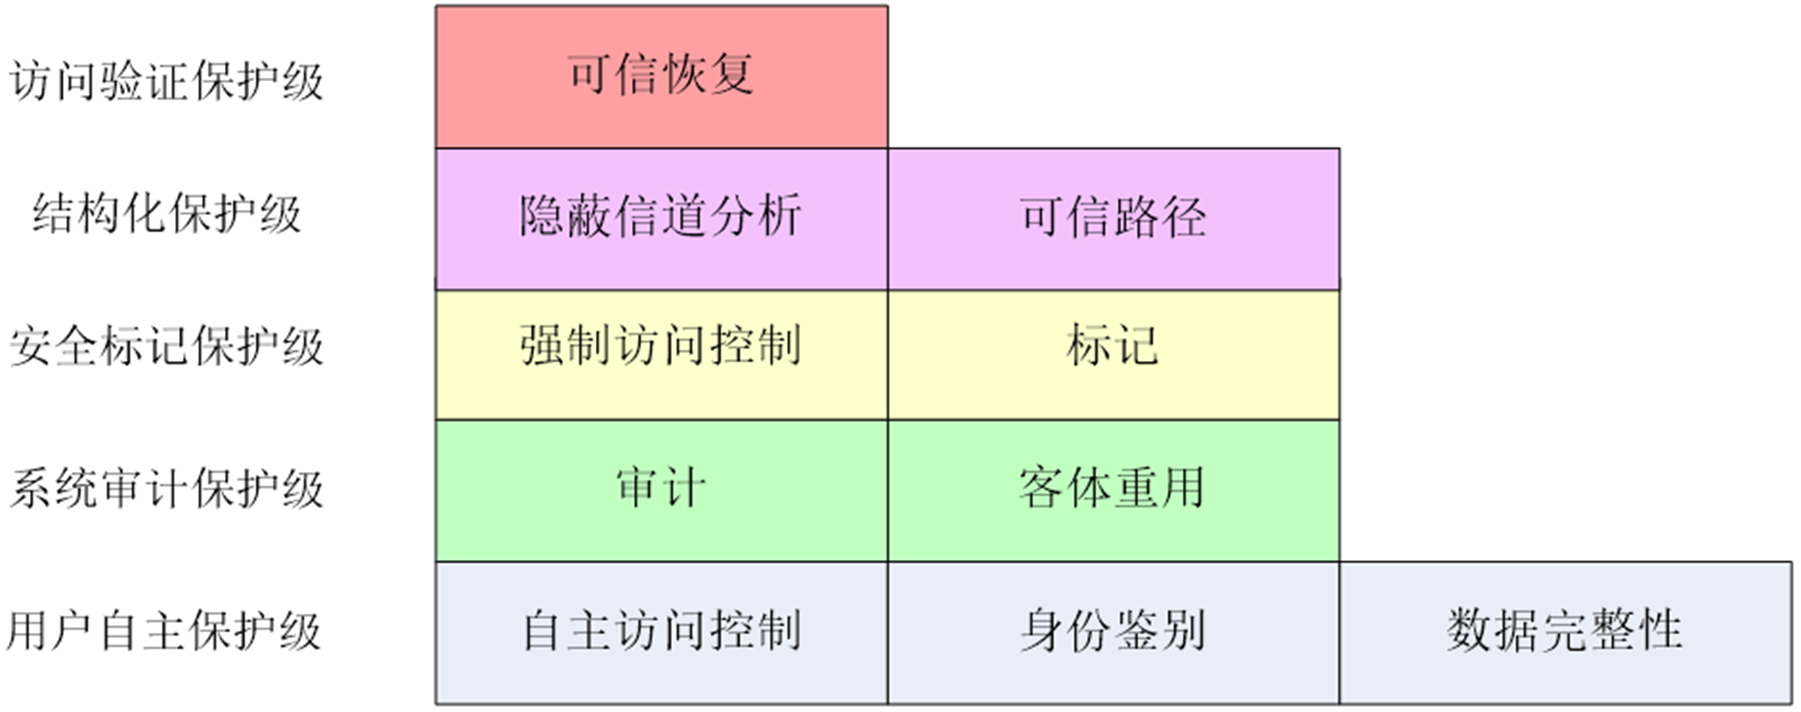 访问验证保护级 可信恢复
结构化保护级 隐蔽信道分析 可信路径
安全标记保护级 强制访问控制 标记
系统审计保护级 审计 客体重用
用户自主保护级 自主访问控制 身份鉴别 数据完整性